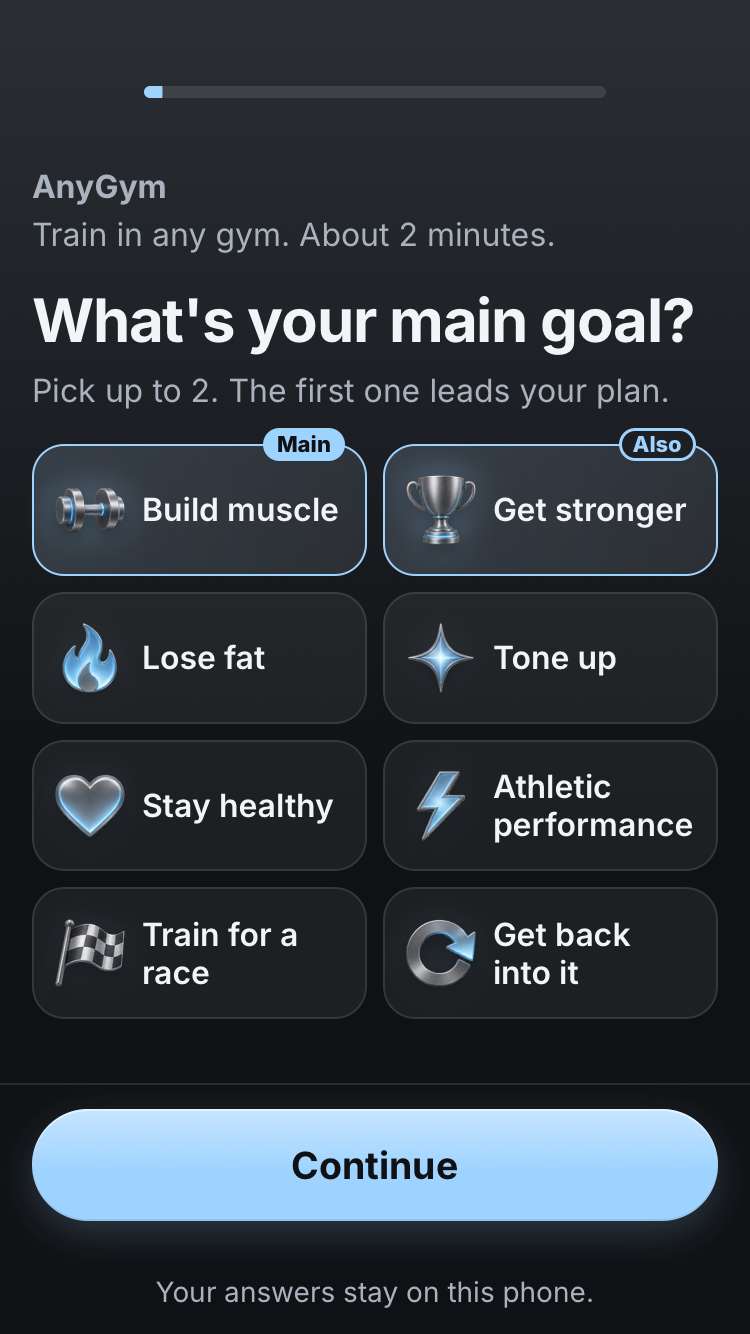 AnyGym
Train in any gym. About 2 minutes.
What's your main goal?
Pick up to 2. The first one leads your plan.
Main
Build muscle
Also
Get stronger
Lose fat
Tone up
Stay healthy
Athletic
performance
Train for a
race
Get back
into it
Continue
Your answers stay on this phone.